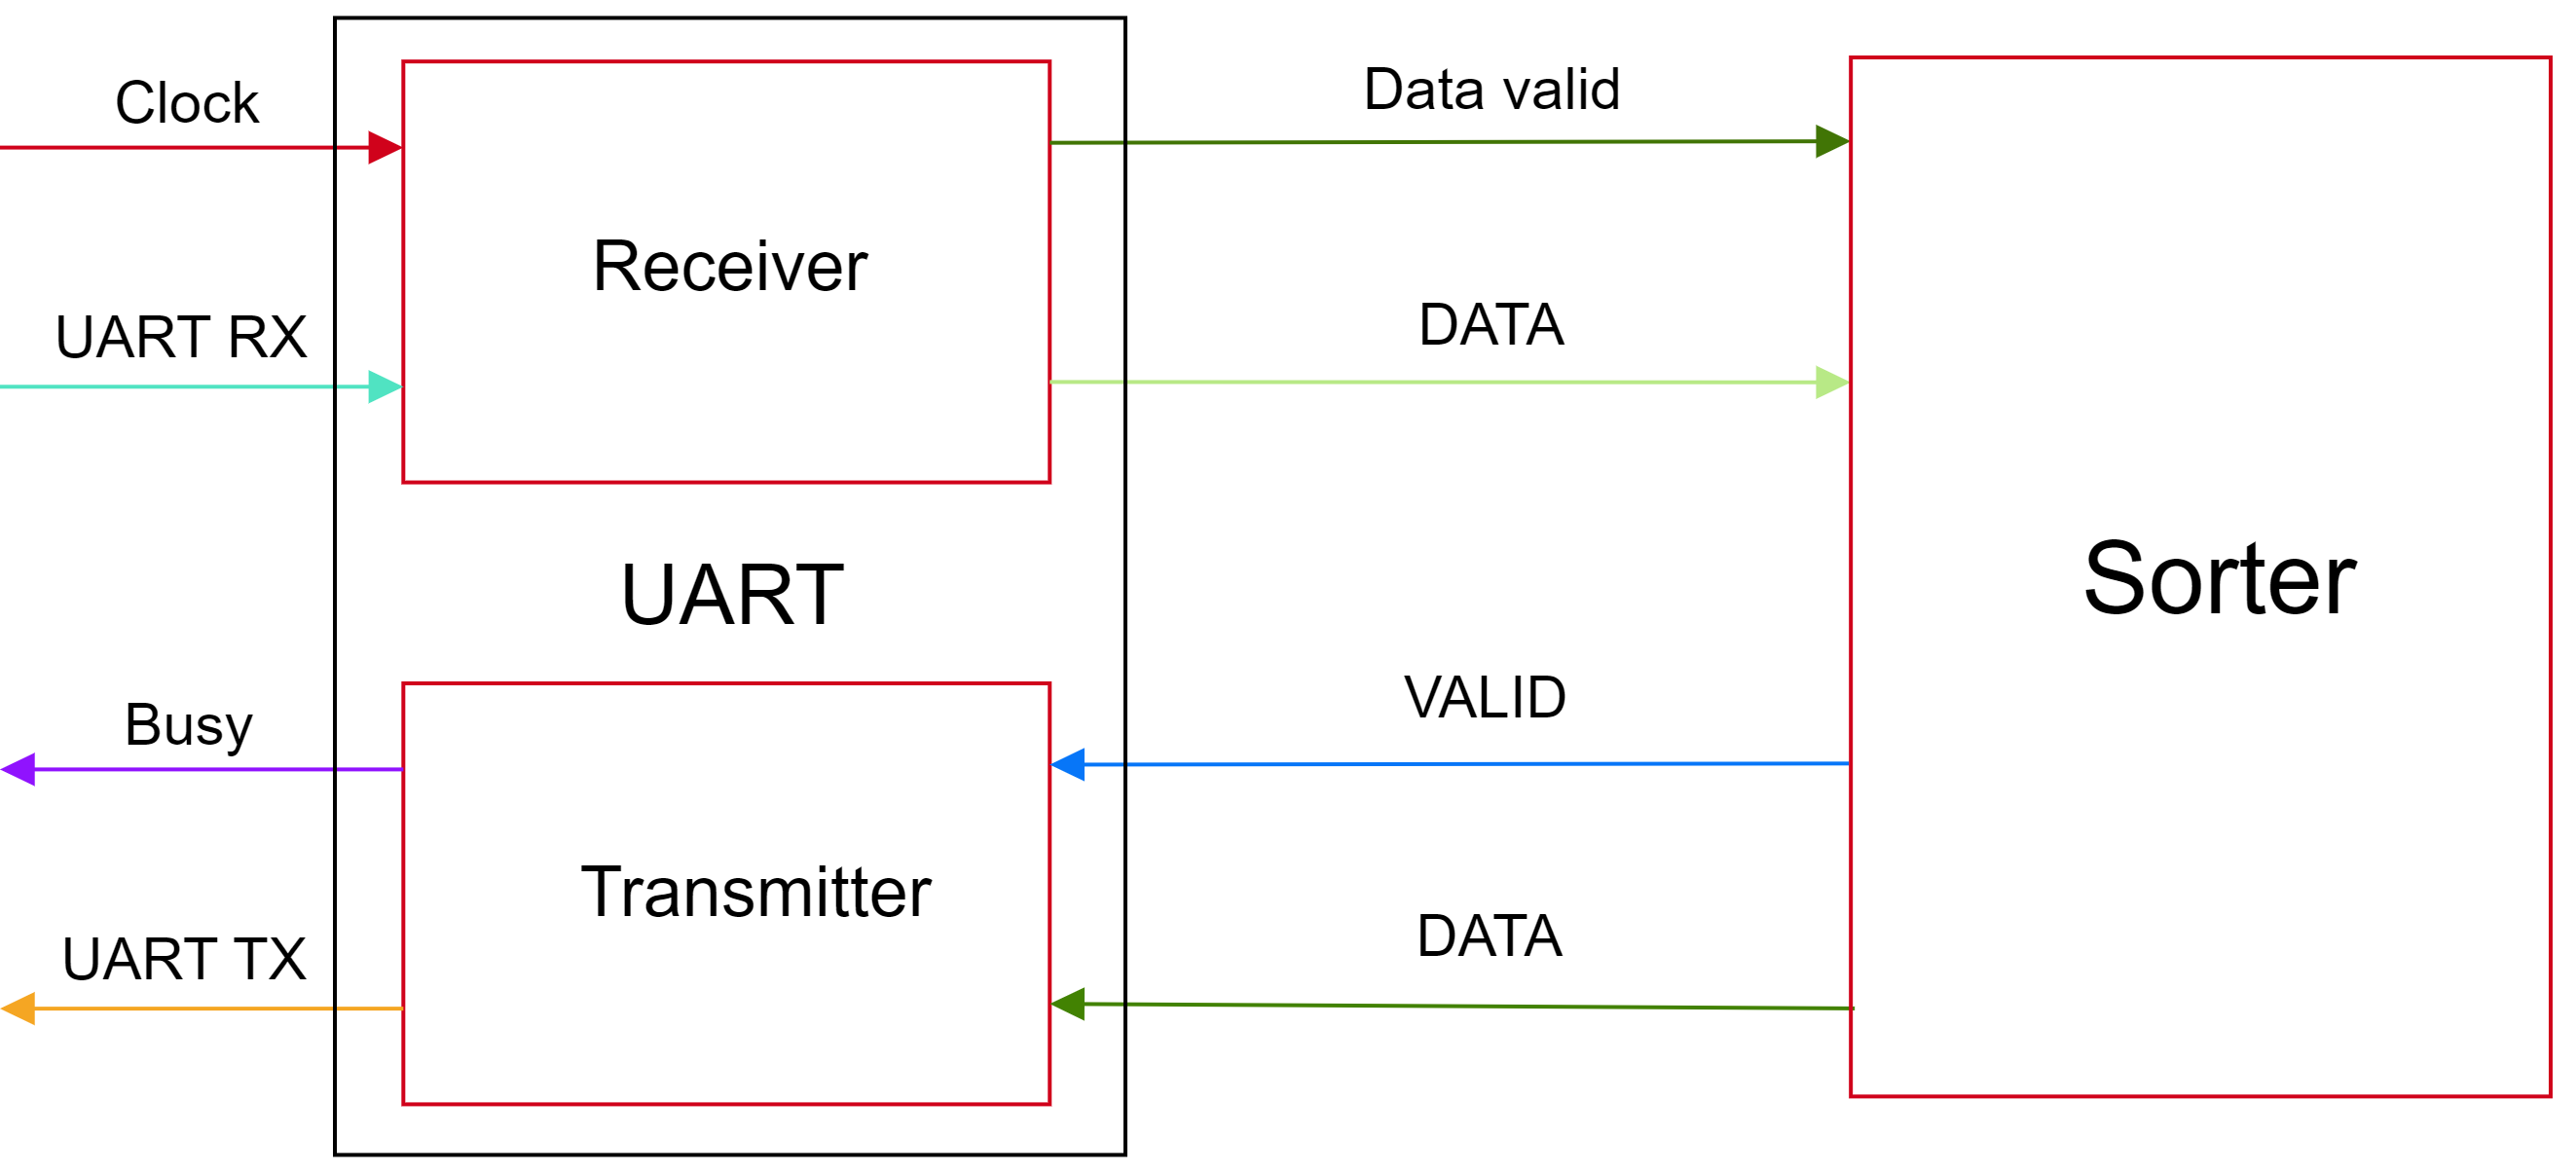 Clock
Data valid
Receiver
UART RX
DATA
UART
Sorter
Busy
VALID
Transmitter
UART TX
DATA